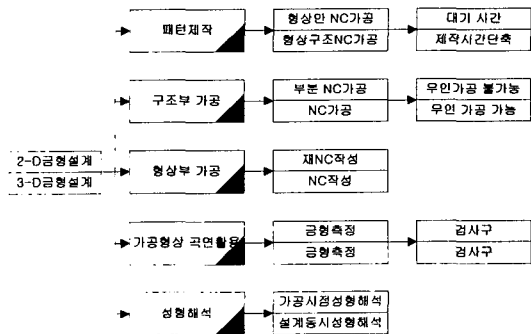 패턴제작
형상만 NC가공
형상구조NC가공
대기 시간
제작시간단축
구조부 가공
부분 NC가공
NC가공
무인가공 불가능
무인 가공 가능
2-D금형설계
3-D금형설계
형상부 가공
재NC작성
NC작성
가공형상 곡면활용
금형측정
금형측정
검사구
검사구
성형해석
가공시점성형해석
설계동시성형해석